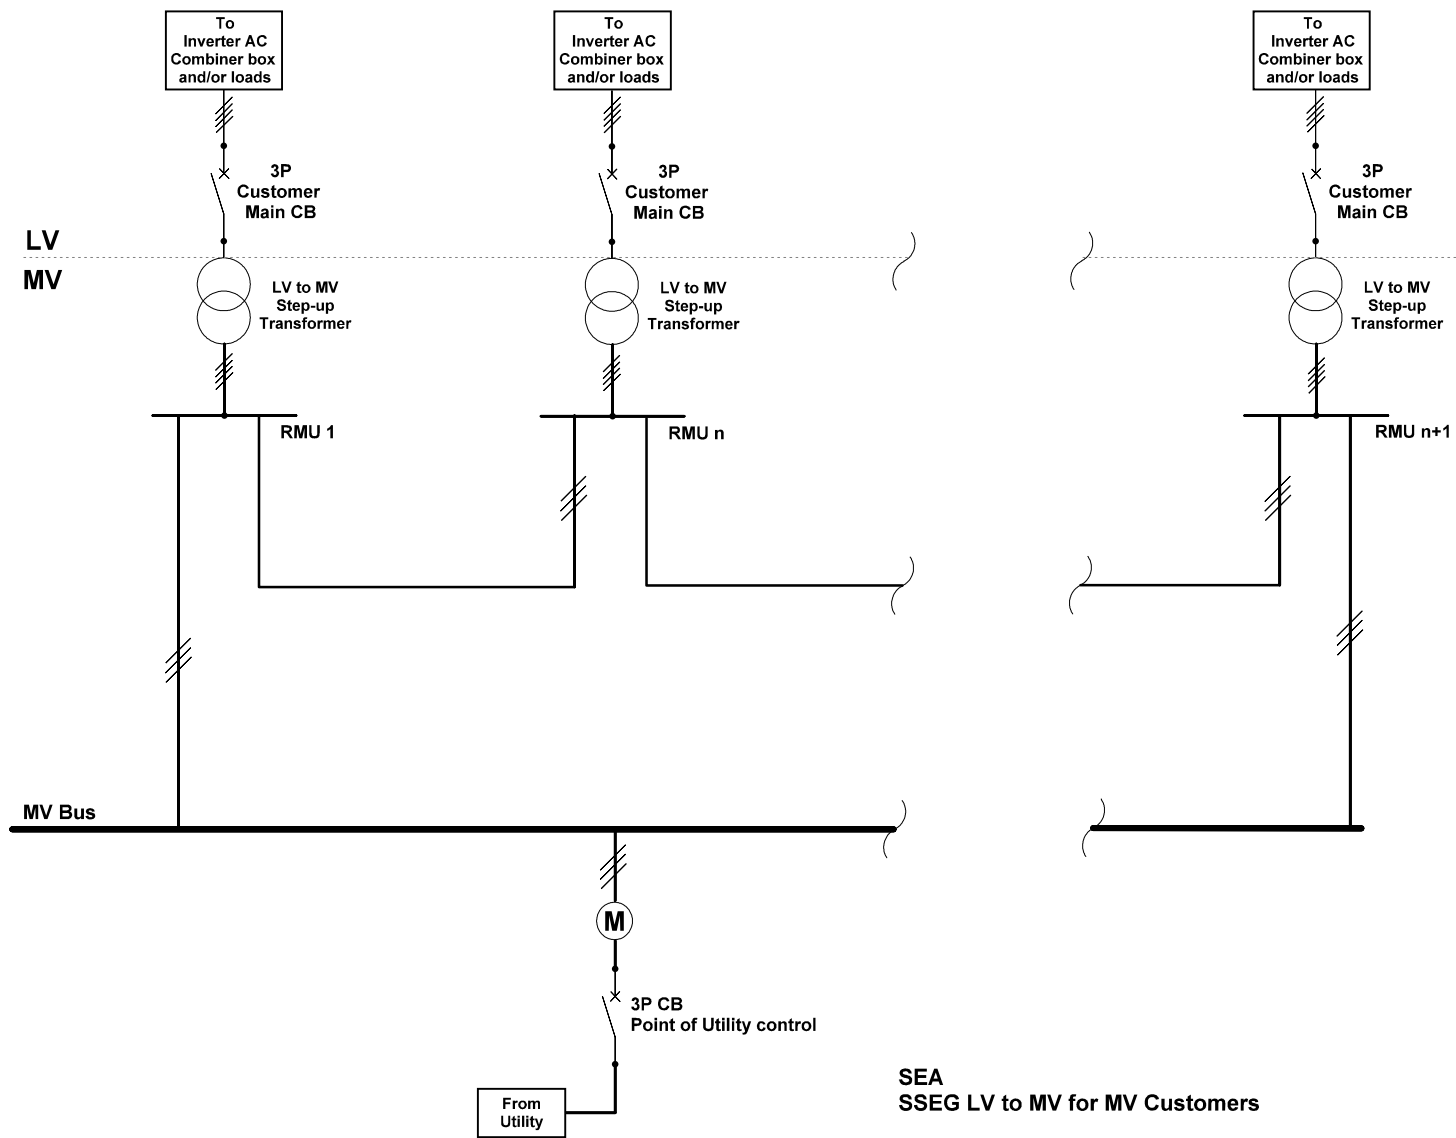 To
Inverter AC
Combiner box
and/or loads
To
Inverter AC
Combiner box
and/or loads
To
Inverter AC
Combiner box
and/or loads
3P
Customer
Main CB
3P
Customer
Main CB
3P
Customer
Main CB
LV
MV
LV to MV
Step-up
Transformer
LV to MV
Step-up
Transformer
LV to MV
Step-up
Transformer
RMU 1
RMU n
RMU n+1
MV Bus
M
3P CB
Point of Utility control
From
Utility
SEA
SSEG LV to MV for MV Customers